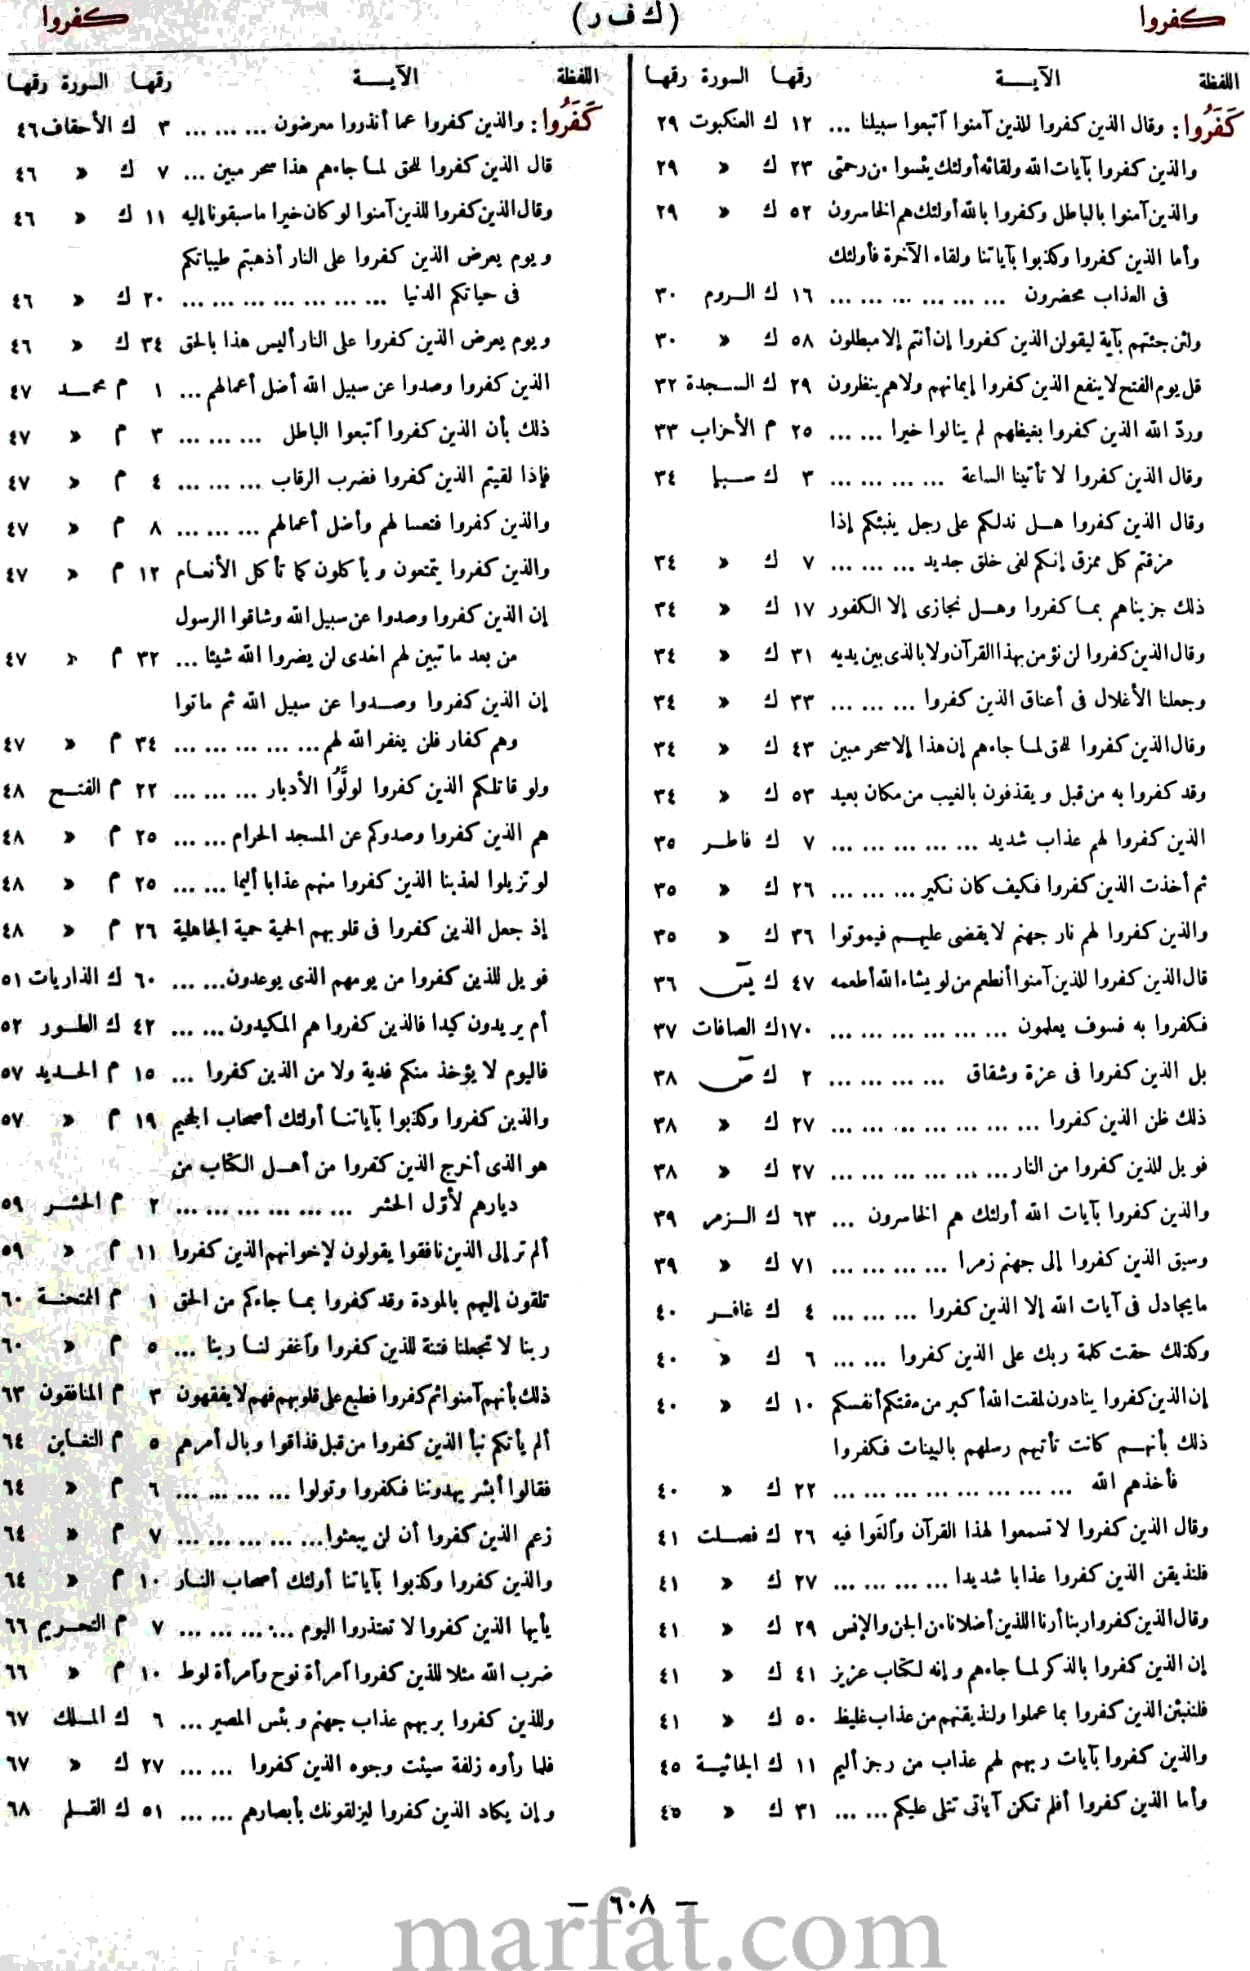 كفروا (ك ف ر) كفروا
اللفظة الآية رقمها السورة رقمها
كَفَرُوا: وقال الذين كفروا للذين آمنوا آتبعوا سبيلنا ... ١٢ ك العنكبوت ٢٩
والذين كفروا بآيات الله ولقائه أولئك يئسوا من رحمتى ٢٣ ك « ٢٩
والذين آمنوا بالباطل وكفروا بالله أولئك هم الخاسرون ٥٢ ك « ٢٩
وأما الذين كفروا وكذبوا بآياتنا ولقاء الآخرة فأولئك
فى العذاب محضرون ... ... ... ... ... ١٦ ك الروم ٣٠
ولئن جئتهم بآية ليقولن الذين كفروا إن أنتم إلا مبطلون ٥٨ ك « ٣٠
قل يوم الفتح لا ينفع الذين كفروا إيمانهم ولا هم ينظرون ٢٩ ك السجدة ٣٢
وردّ الله الذين كفروا بغيظهم لم ينالوا خيرا ... ... ٢٥ م الأحزاب ٣٣
وقال الذين كفروا لا تأتينا الساعة ... ... ... ... ٣ ك سبإ ٣٤
وقال الذين كفروا هل ندلكم على رجل ينبئكم إذا
مزقتم كل ممزق إنكم لفى خلق جديد ... ... ... ٧ ك « ٣٤
ذلك جزيناهم بما كفروا وهل نجازى إلا الكفور ١٧ ك « ٣٤
وقال الذين كفروا لن نؤمن بهذا القرآن ولا بالذى بين يديه ٣١ ك « ٣٤
وجعلنا الأغلال فى أعناق الذين كفروا ... ... ... ٣٣ ك « ٣٤
وقال الذين كفروا للحق لما جاءهم إن هذا إلا سحر مبين ٤٣ ك « ٣٤
وقد كفروا به من قبل ويقذفون بالغيب من مكان بعيد ٥٣ ك « ٣٤
الذين كفروا لهم عذاب شديد ... ... ... ... ... ٧ ك فاطر ٣٥
ثم أخذت الذين كفروا فكيف كان نكير ... ... ... ٢٦ ك « ٣٥
والذين كفروا لهم نار جهنم لا يقضى عليهم فيموتوا ٣٦ ك « ٣٥
قال الذين كفروا للذين آمنوا أنطعم من لو يشاء الله أطعمه ٤٧ ك يس ٣٦
فكفروا به فسوف يعلمون ... ... ... ... ... ... ١٧٠ ك الصافات ٣٧
بل الذين كفروا فى عزة وشقاق ... ... ... ... ٢ ك ص ٣٨
ذلك ظن الذين كفروا ... ... ... ... ... ... ... ٢٧ ك « ٣٨
فويل للذين كفروا من النار ... ... ... ... ... ... ٢٧ ك « ٣٨
والذين كفروا بآيات الله أولئك هم الخاسرون ... ٦٣ ك الزمر ٣٩
وسيق الذين كفروا إلى جهنم زمرا ... ... ... ... ٧١ ك « ٣٩
ما يجادل فى آيات الله إلا الذين كفروا ... ... ... ٤ ك غافر ٤٠
وكذلك حقت كلمة ربك على الذين كفروا ... ... ٦ ك « ٤٠
إن الذين كفروا ينادون لمقت الله أكبر من مقتكم أنفسكم ١٠ ك « ٤٠
ذلك بأنهم كانت تأتيهم رسلهم بالبينات فكفروا
فأخذهم الله ... ... ... ... ... ... ... ... ٢٢ ك « ٤٠
وقال الذين كفروا لا تسمعوا لهذا القرآن وآلغَوا فيه ٢٦ ك فصلت ٤١
فلنذيقن الذين كفروا عذابا شديدا ... ... ... ... ٢٧ ك « ٤١
وقال الذين كفروا ربنا أرنا اللذين أضلانا من الجن والإنس ٢٩ ك « ٤١
إن الذين كفروا بالذكر لما جاءهم وإنه لكتاب عزيز ٤١ ك « ٤١
فلننبئن الذين كفروا بما عملوا ولنذيقنهم من عذاب غليظ ٥٠ ك « ٤١
والذين كفروا بآيات ربهم لهم عذاب من رجز أليم ١١ ك الجاثية ٤٥
وأما الذين كفروا أفلم تكن آياتى تتلى عليكم ... ... ٣١ ك « ٤٥
اللفظة الآية رقمها السورة رقمها
كَفَرُوا: والذين كفروا عما أنذروا معرضون ... ... ... ٣ ك الأحقاف ٤٦
قال الذين كفروا للحق لما جاءهم هذا سحر مبين ... ٧ ك « ٤٦
وقال الذين كفروا للذين آمنوا لو كان خيرا ما سبقونا إليه ١١ ك « ٤٦
ويوم يعرض الذين كفروا على النار أذهبتم طيباتكم
فى حياتكم الدنيا ... ... ... ... ... ... ... ٢٠ ك « ٤٦
ويوم يعرض الذين كفروا على النار أليس هذا بالحق ٣٤ ك « ٤٦
الذين كفروا وصدوا عن سبيل الله أضل أعمالهم ... ١ م محمد ٤٧
ذلك بأن الذين كفروا آتبعوا الباطل ... ... ... ٣ م « ٤٧
فإذا لقيتم الذين كفروا فضرب الرقاب ... ... ... ٤ م « ٤٧
والذين كفروا فتعسا لهم وأضل أعمالهم ... ... ... ٨ م « ٤٧
والذين كفروا يتمتعون ويأكلون كما تأكل الأنعام ١٢ م « ٤٧
إن الذين كفروا وصدوا عن سبيل الله وشاقوا الرسول
من بعد ما تبين لهم الهدى لن يضروا الله شيئا ... ٣٢ م « ٤٧
إن الذين كفروا وصدوا عن سبيل الله ثم ماتوا
وهم كفار فلن يغفر الله لهم ... ... ... ... ... ٣٤ م « ٤٧
ولو قاتلكم الذين كفروا لولَّوُا الأدبار ... ... ... ٢٢ م الفتح ٤٨
هم الذين كفروا وصدوكم عن المسجد الحرام ... ... ٢٥ م « ٤٨
لو تزيلوا لعذبنا الذين كفروا منهم عذابا أليما ... ... ٢٥ م « ٤٨
إذ جعل الذين كفروا فى قلوبهم الحمية حمية الجاهلية ٢٦ م « ٤٨
فويل للذين كفروا من يومهم الذى يوعدون ... ... ٦٠ ك الذاريات ٥١
أم يريدون كيدا فالذين كفروا هم المكيدون ... ... ٤٢ ك الطور ٥٢
فاليوم لا يؤخذ منكم فدية ولا من الذين كفروا ... ١٥ م الحديد ٥٧
والذين كفروا وكذبوا بآياتنا أولئك أصحاب الجحيم ١٩ م « ٥٧
هو الذى أخرج الذين كفروا من أهل الكتاب من
ديارهم لأوّل الحشر ... ... ... ... ... ... ٢ م الحشر ٥٩
ألم تر إلى الذين نافقوا يقولون لإخوانهم الذين كفروا ١١ م « ٥٩
تلقون إليهم بالمودة وقد كفروا بما جاءكم من الحق ١ م الممتحنة ٦٠
ربنا لا تجعلنا فتنة للذين كفروا وآغفر لنا ربنا ... ٥ م « ٦٠
ذلك بأنهم آمنوا ثم كفروا فطبع على قلوبهم فهم لا يفقهون ٣ م المنافقون ٦٣
ألم يأتكم نبأ الذين كفروا من قبل فذاقوا وبال أمرهم ٥ م التغابن ٦٤
فقالوا أبشر يهدوننا فكفروا وتولوا ... ... ... ... ٦ م « ٦٤
زعم الذين كفروا أن لن يبعثوا ... ... ... ... ... ٧ م « ٦٤
والذين كفروا وكذبوا بآياتنا أولئك أصحاب النار ١٠ م « ٦٤
يأيها الذين كفروا لا تعتذروا اليوم ... ... ... ... ٧ م التحريم ٦٦
ضرب الله مثلا للذين كفروا آمرأة نوح وآمرأة لوط ١٠ م « ٦٦
وللذين كفروا بربهم عذاب جهنم وبئس المصير ... ٦ ك الملك ٦٧
فلما رأوه زلفة سيئت وجوه الذين كفروا ... ... ٢٧ ك « ٦٧
وإن يكاد الذين كفروا ليزلقونك بأبصارهم ... ... ٥١ ك القلم ٦٨
— ٦٠٨ —
marfat.com